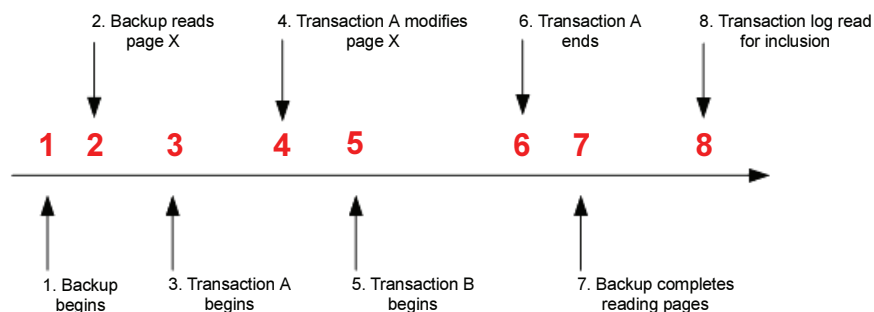 2. Backup reads
page X
4. Transaction A modifies
page X
6. Transaction A
ends
8. Transaction log read
for inclusion
1 2 3 4 5 6 7 8
1. Backup
begins
3. Transaction A
begins
5. Transaction B
begins
7. Backup completes
reading pages